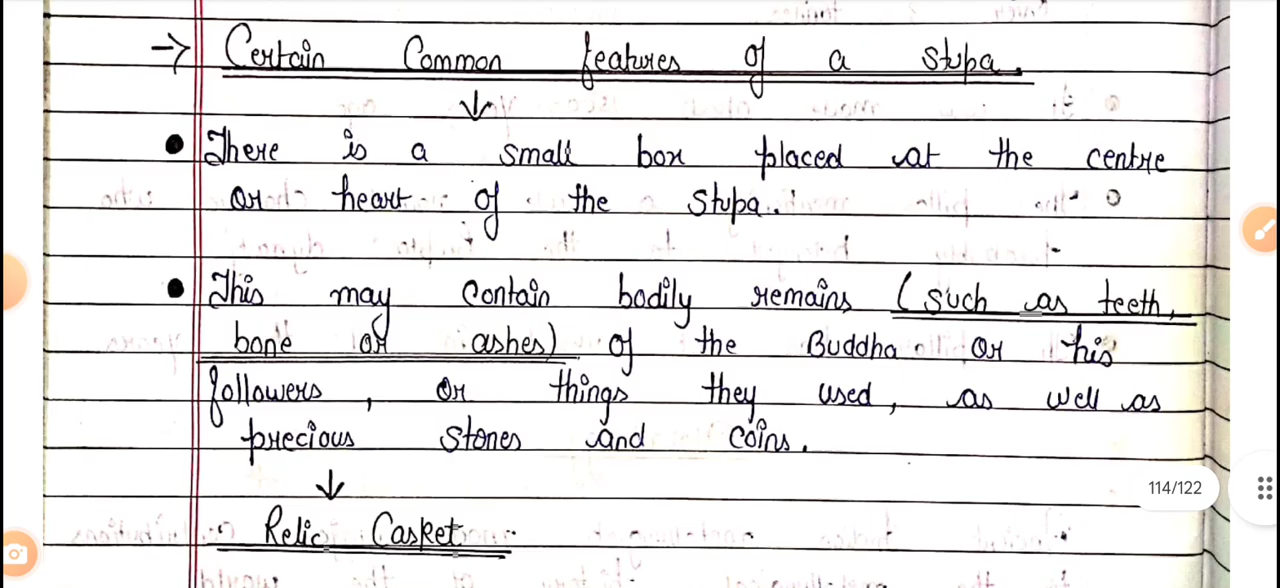 → Certain Common features of a stupa.
↓
• There is a small box placed at the centre
or heart of the stupa.
• This may contain bodily remains (such as teeth,
bone or ashes) of the Buddha or his
followers, or things they used, as well as
precious stones and coins.
↓
Relic Casket
114/122